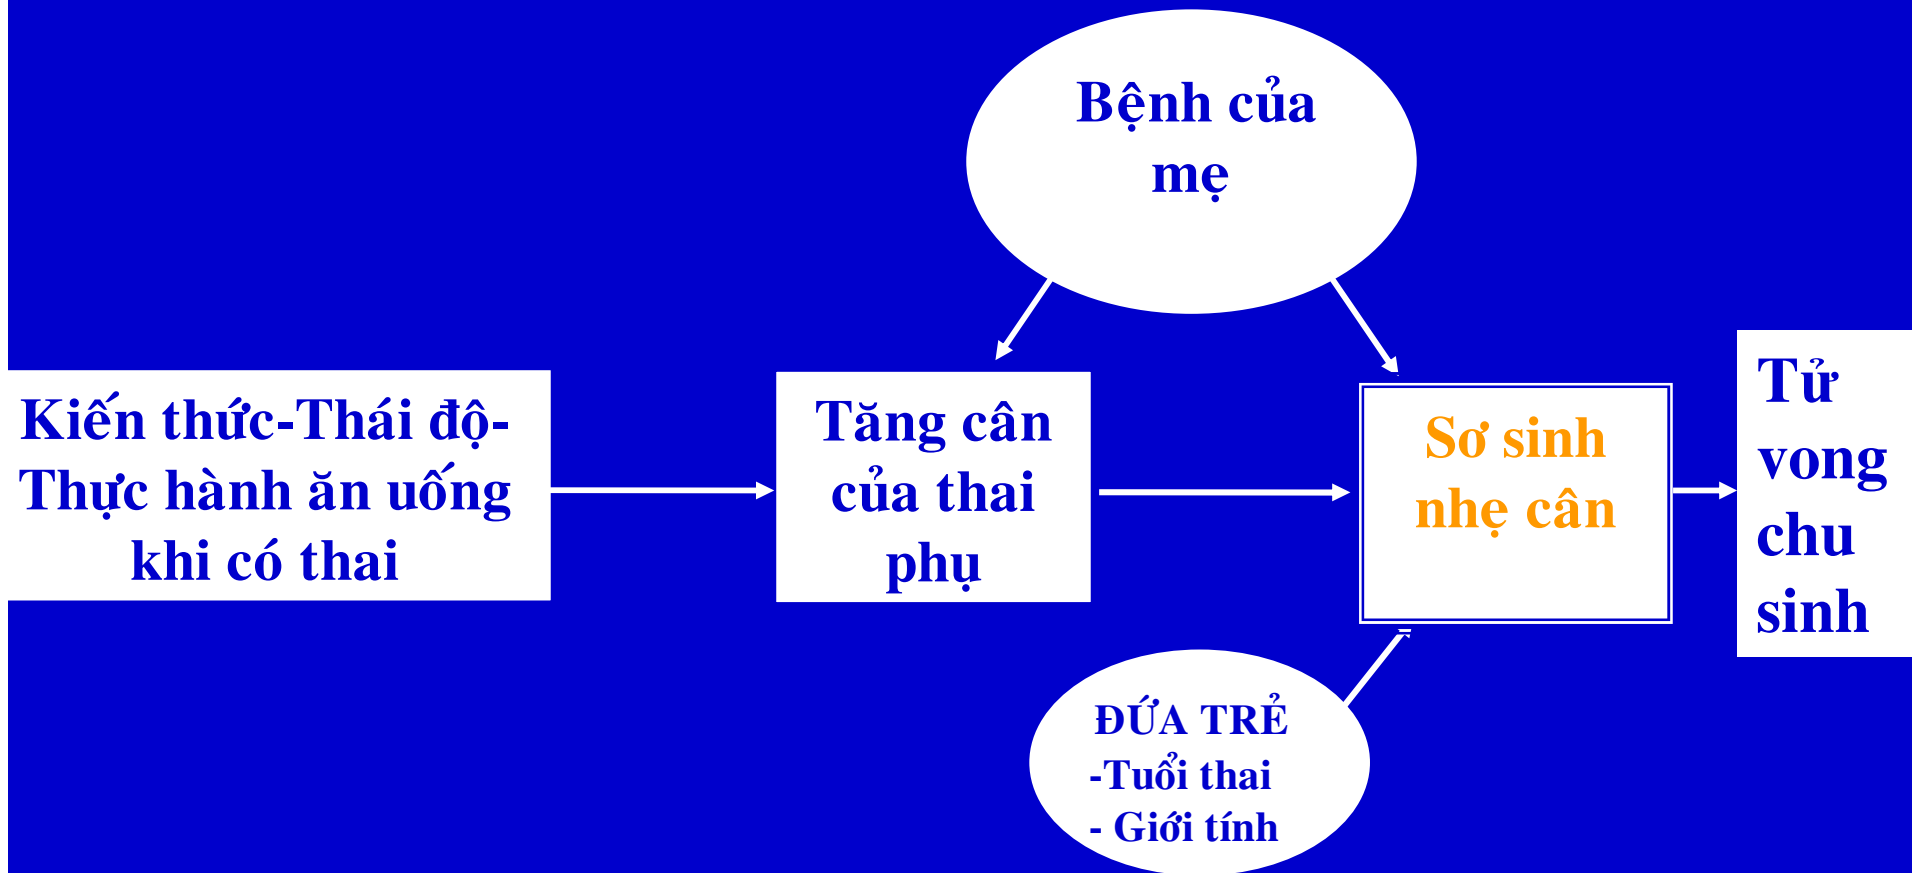 Bệnh của
mẹ
Kiến thức-Thái độ-
Thực hành ăn uống
khi có thai
Tăng cân
của thai
phụ
Sơ sinh
nhẹ cân
Tử
vong
chu
sinh
ĐỨA TRẺ
-Tuổi thai
- Giới tính